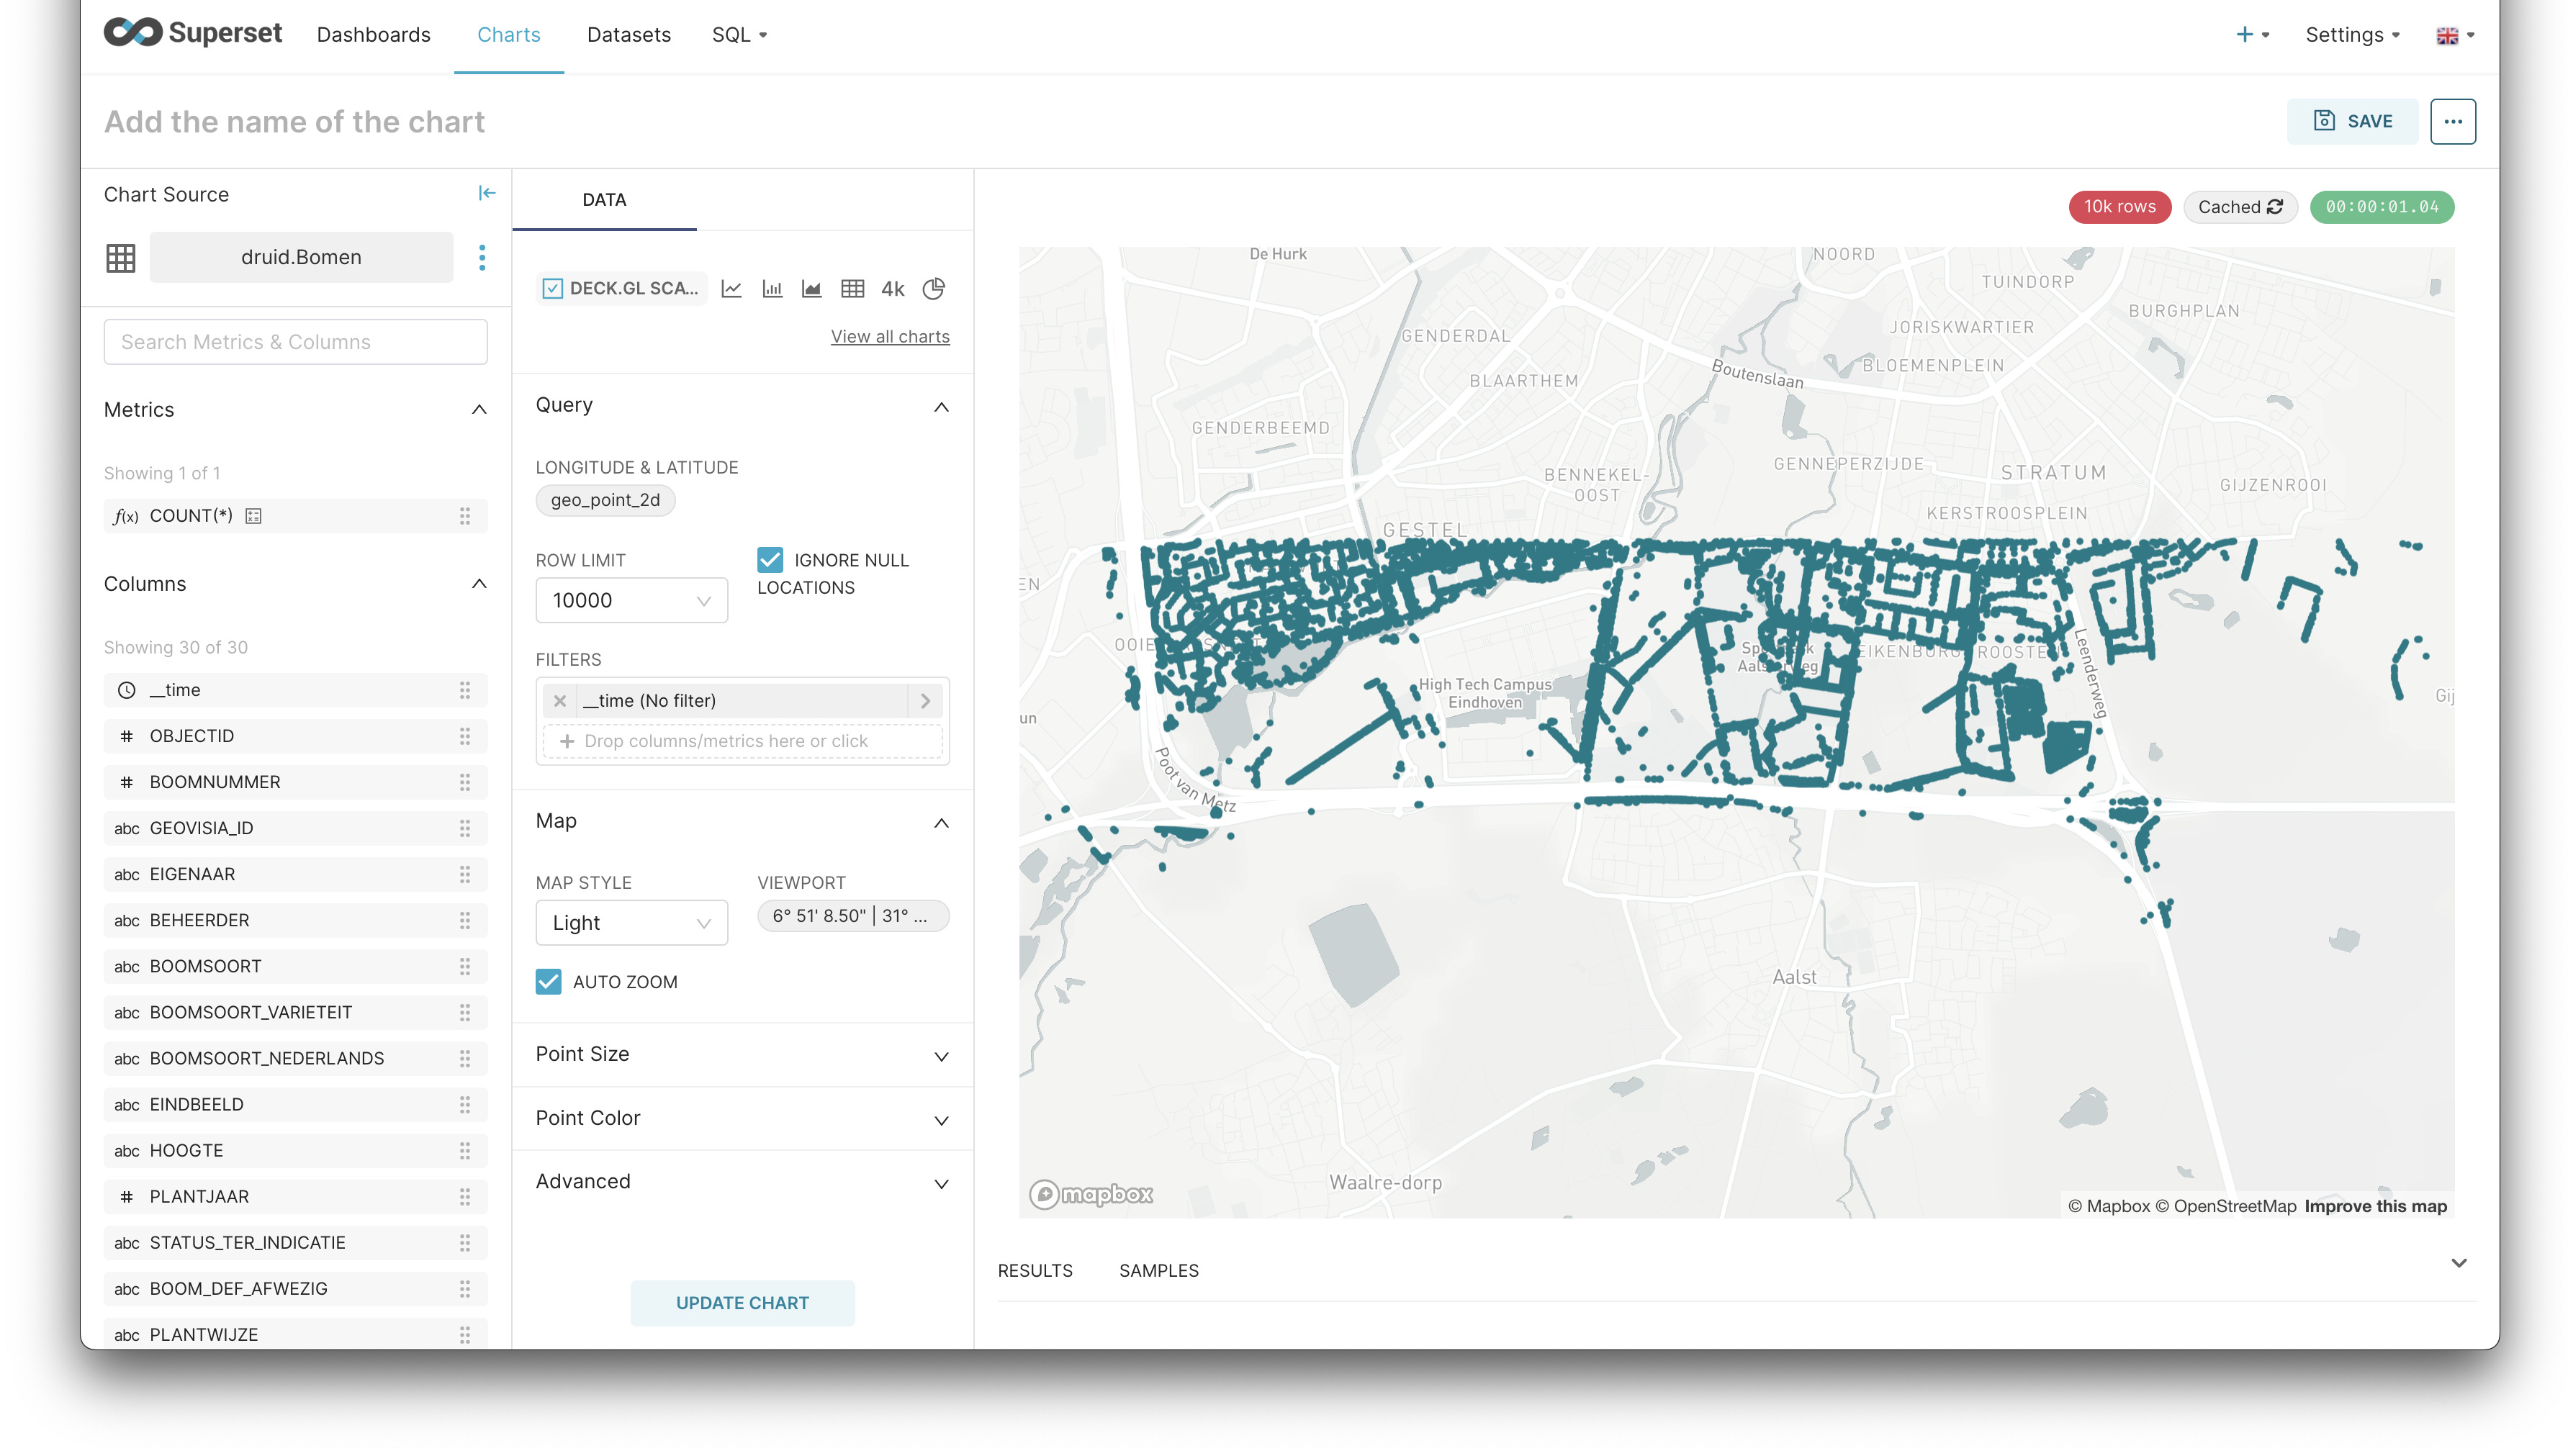 Superset
Dashboards
Charts
Datasets
SQL
Settings
Add the name of the chart
SAVE
Chart Source
druid.Bomen
Search Metrics & Columns
Metrics
Showing 1 of 1
f(x) COUNT(*)
Columns
Showing 30 of 30
__time
# OBJECTID
# BOOMNUMMER
abc GEOVISIA_ID
abc EIGENAAR
abc BEHEERDER
abc BOOMSOORT
abc BOOMSOORT_VARIETEIT
abc BOOMSOORT_NEDERLANDS
abc EINDBEELD
abc HOOGTE
# PLANTJAAR
abc STATUS_TER_INDICATIE
abc BOOM_DEF_AFWEZIG
abc PLANTWIJZE
DATA
DECK.GL SCA...
4k
View all charts
Query
LONGITUDE & LATITUDE
geo_point_2d
ROW LIMIT
10000
IGNORE NULL
LOCATIONS
FILTERS
__time (No filter)
+ Drop columns/metrics here or click
Map
MAP STYLE
Light
VIEWPORT
6° 51' 8.50" | 31° ...
AUTO ZOOM
Point Size
Point Color
Advanced
UPDATE CHART
10k rows
Cached
00:00:01.04
De Hurk
NOORD
TUINDORP
BURGHPLAN
GENDERDAL
JORISKWARTIER
BLOEMENPLEIN
BLAARTHEM
Boutenslaan
GENDERBEEMD
BENNEKEL-
OOST
GENNEPERZIJDE
STRATUM
GIJZENROOI
KERSTROOSPLEIN
GESTEL
EN
High Tech Campus
Eindhoven
un
Leenderweg
Gij
Poot van Metz
Aalst
Waalre-dorp
mapbox
© Mapbox © OpenStreetMap Improve this map
RESULTS
SAMPLES